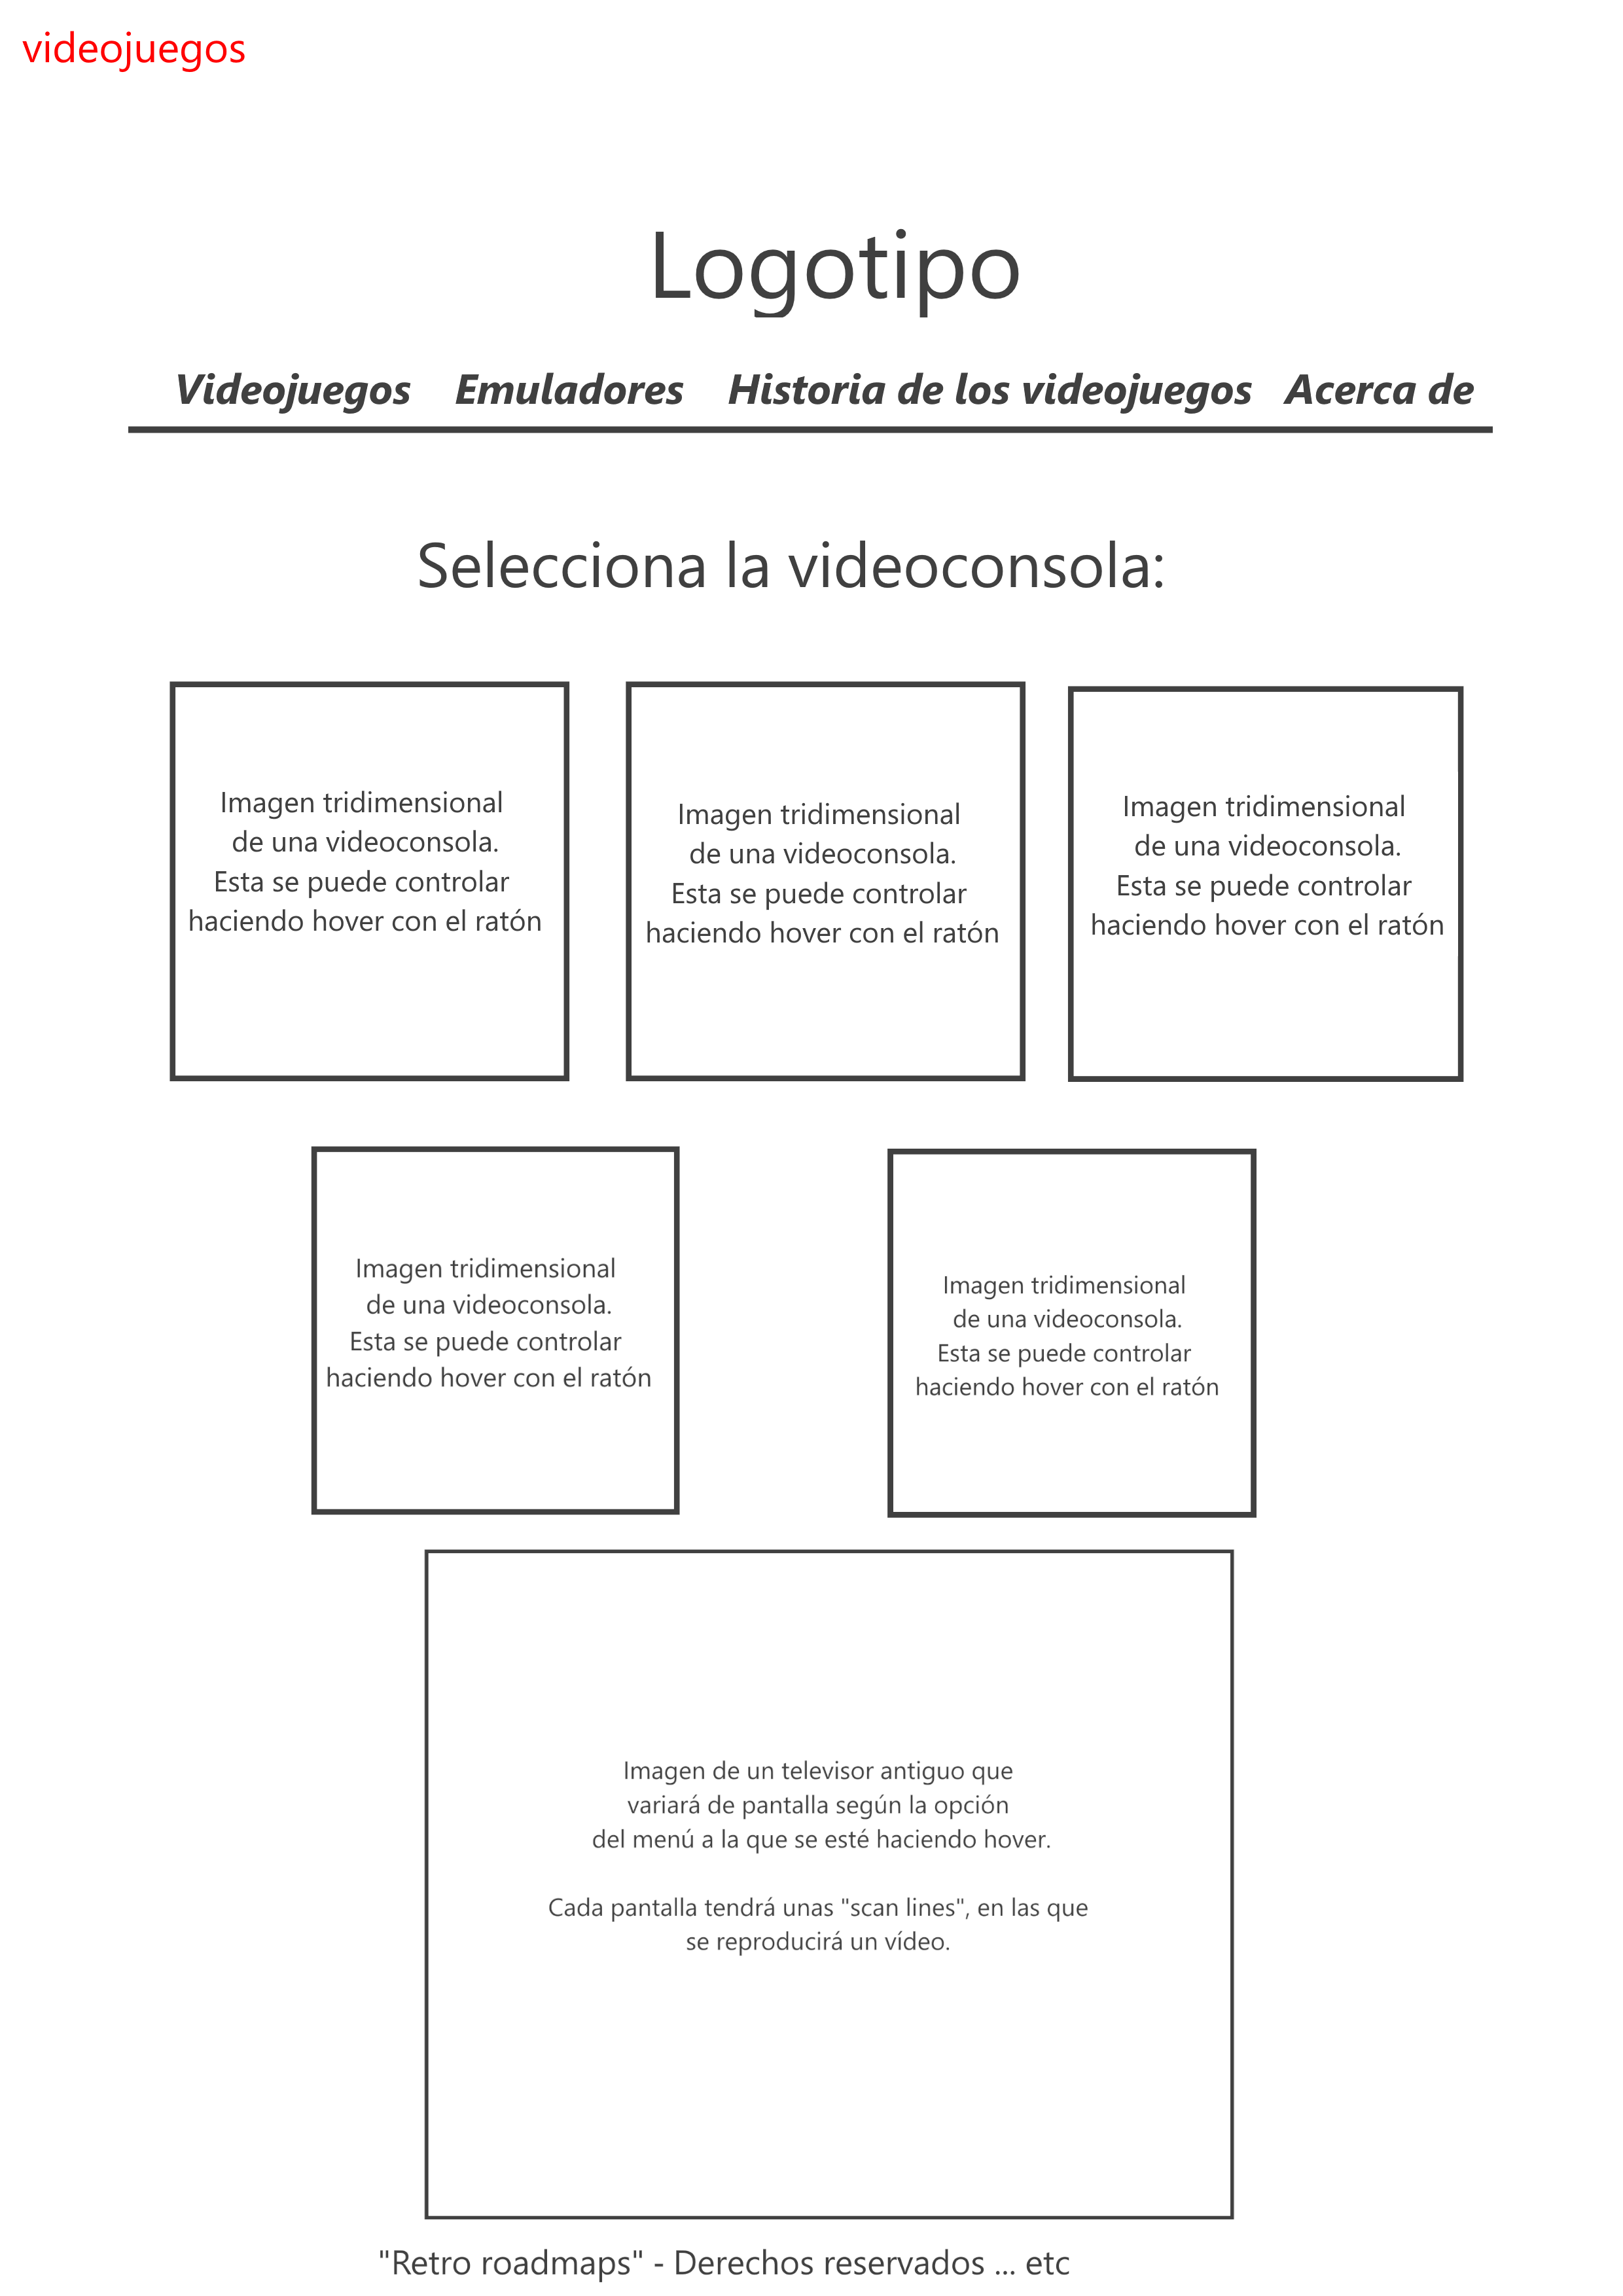 videojuegos
Logotipo
Videojuegos Emuladores Historia de los videojuegos Acerca de
Selecciona la videoconsola:
Imagen tridimensional
de una videoconsola.
Esta se puede controlar
haciendo hover con el ratón
Imagen tridimensional
de una videoconsola.
Esta se puede controlar
haciendo hover con el ratón
Imagen tridimensional
de una videoconsola.
Esta se puede controlar
haciendo hover con el ratón
Imagen tridimensional
de una videoconsola.
Esta se puede controlar
haciendo hover con el ratón
Imagen tridimensional
de una videoconsola.
Esta se puede controlar
haciendo hover con el ratón
Imagen de un televisor antiguo que
variará de pantalla según la opción
del menú a la que se esté haciendo hover.
Cada pantalla tendrá unas "scan lines", en las que
se reproducirá un vídeo.
"Retro roadmaps" - Derechos reservados ... etc